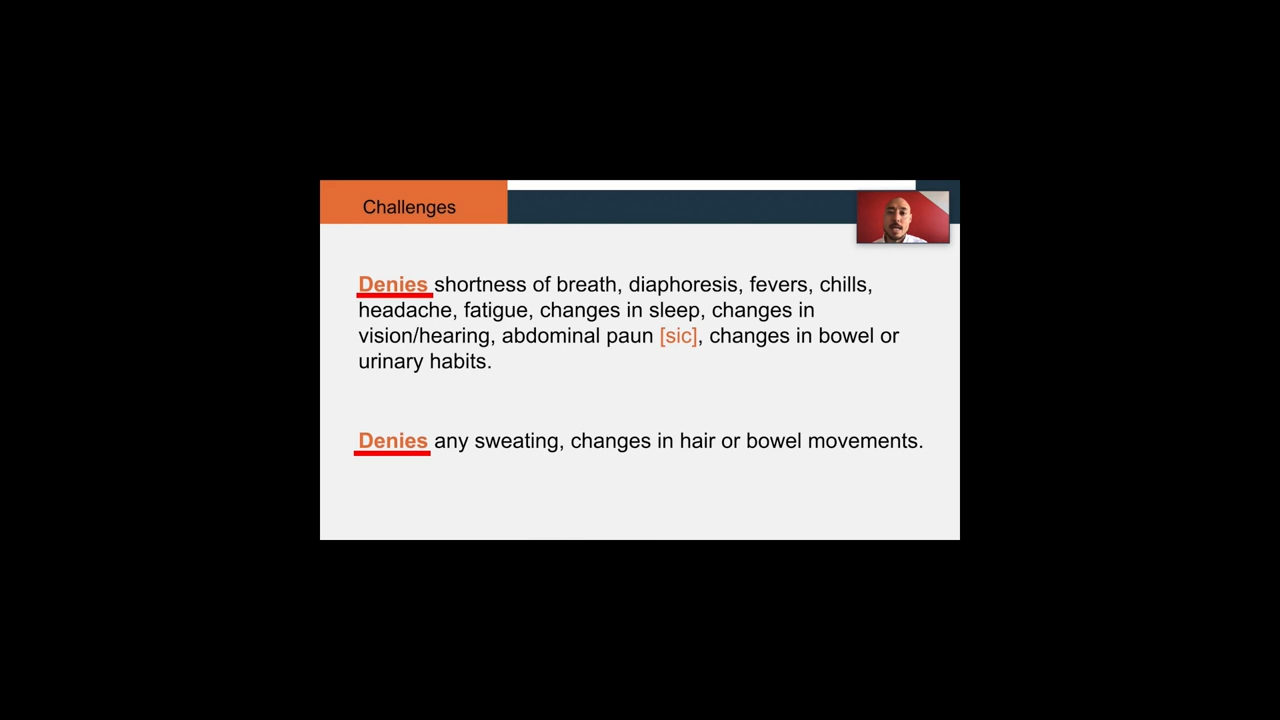 Challenges
Denies shortness of breath, diaphoresis, fevers, chills,
headache, fatigue, changes in sleep, changes in
vision/hearing, abdominal paun [sic], changes in bowel or
urinary habits.
Denies any sweating, changes in hair or bowel movements.